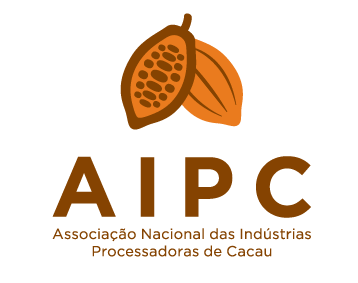 AIPC
Associação Nacional das Indústrias
Processadoras de Cacau